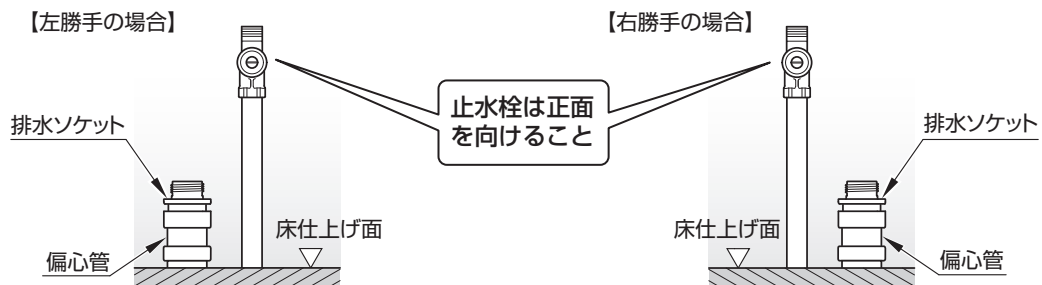 【左勝手の場合】
【右勝手の場合】
止水栓は正面
を向けること
排水ソケット
排水ソケット
床仕上げ面
床仕上げ面
偏心管
偏心管